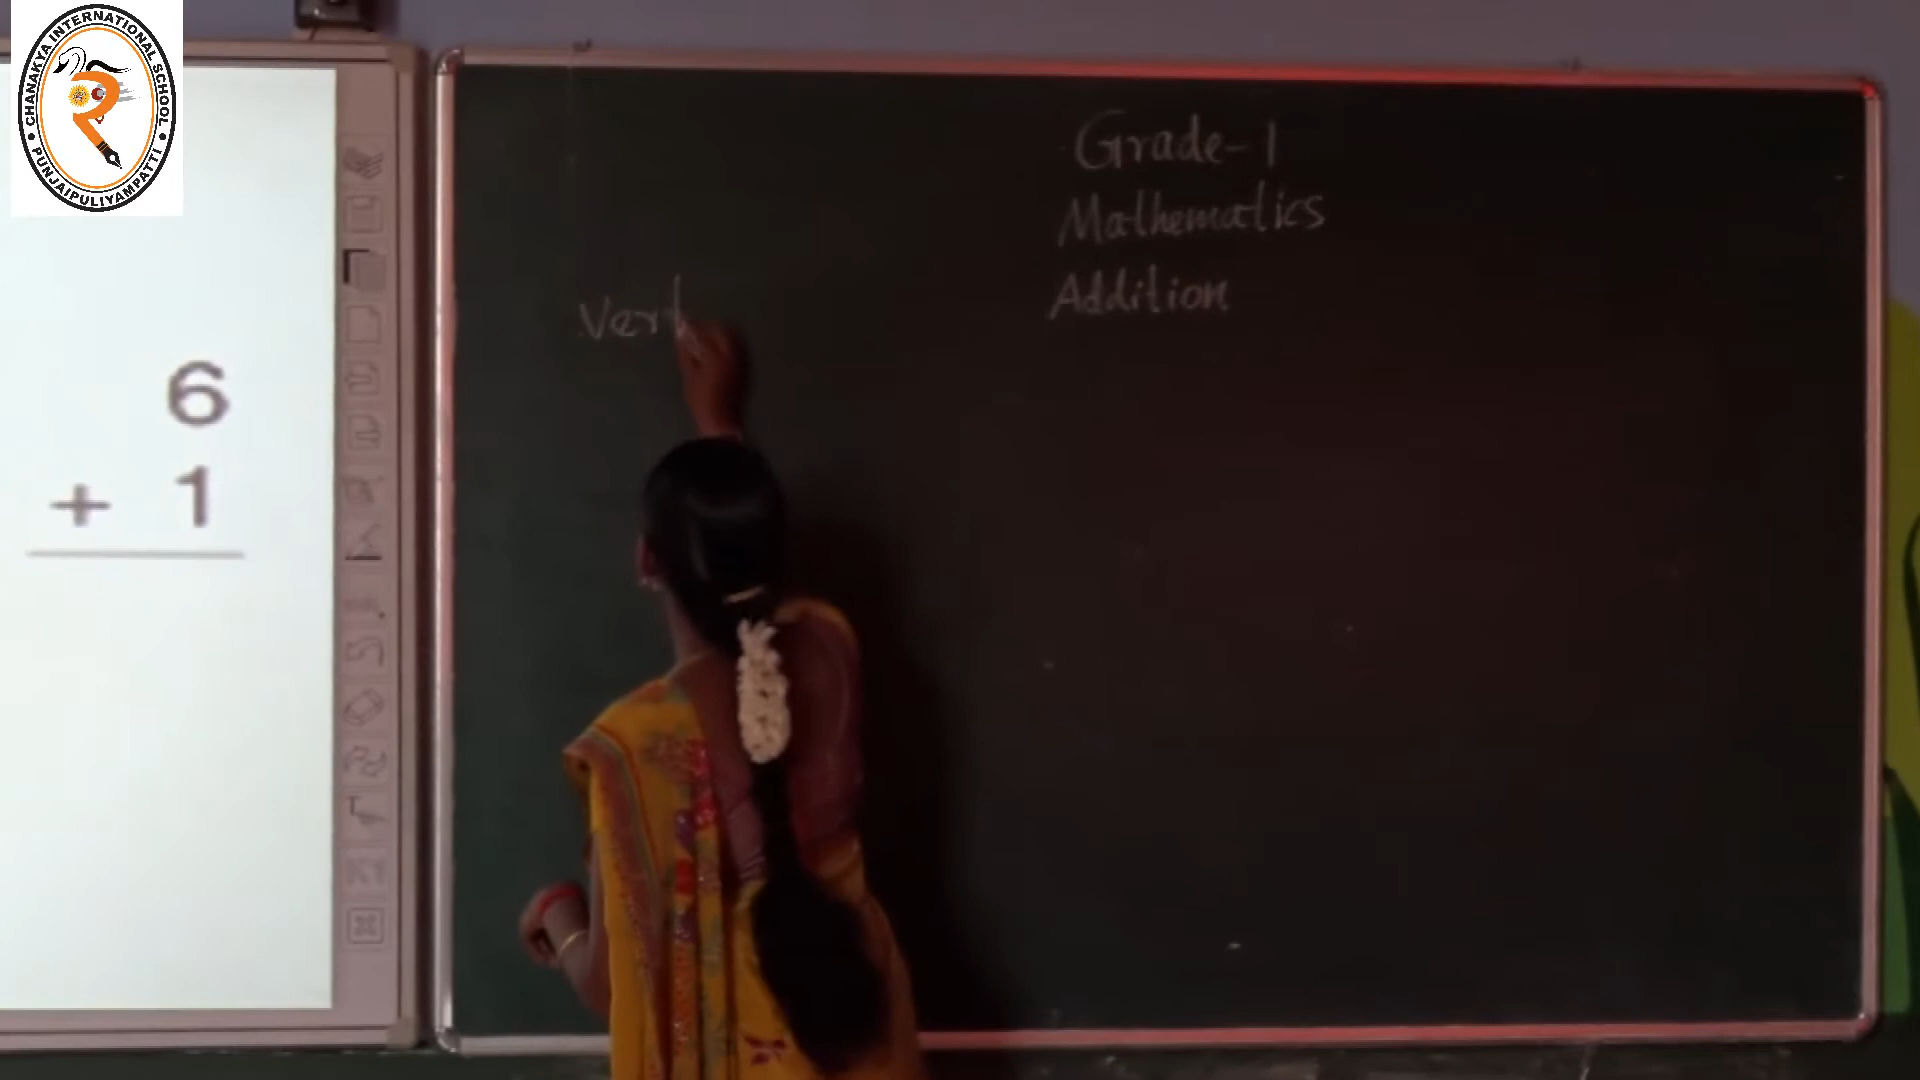 CHANAKYA INTERNATIONAL SCHOOL
• PUNJAIPULIYAMPATTI •
6
+ 1
Grade-1
Mathematics
Addition
Vert